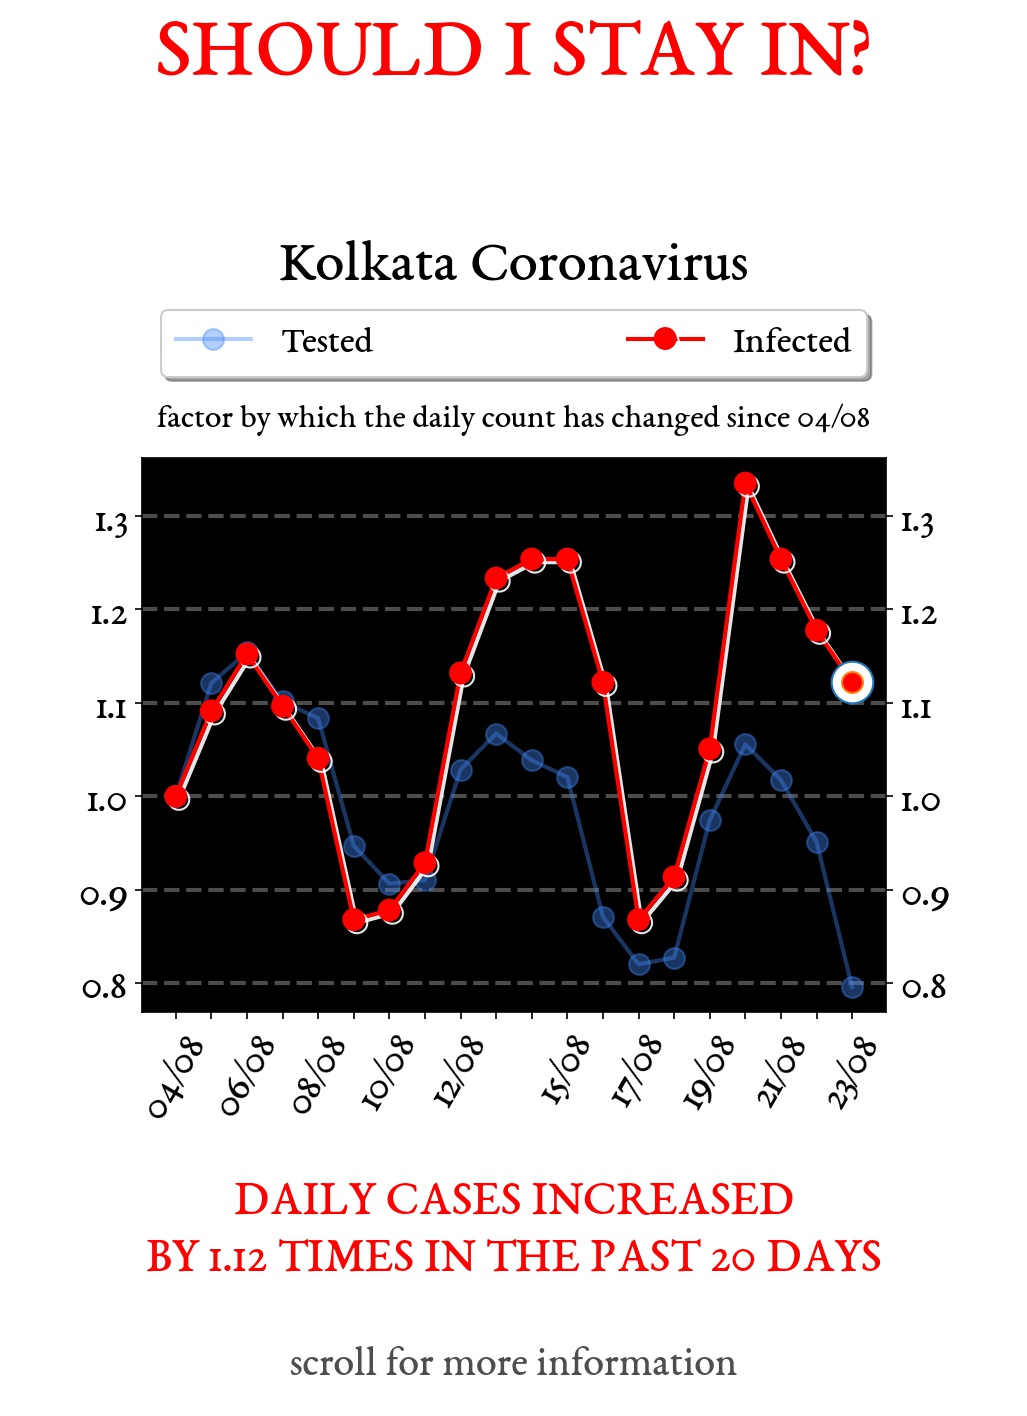 SHOULD I STAY IN?
Kolkata Coronavirus
Tested Infected
factor by which the daily count has changed since 04/08
1.3 1.3
1.2 1.2
1.1 1.1
1.0 1.0
0.9 0.9
0.8 0.8
04/08 06/08 08/08 10/08 12/08 15/08 17/08 19/08 21/08 23/08
DAILY CASES INCREASED
BY 1.12 TIMES IN THE PAST 20 DAYS
scroll for more information